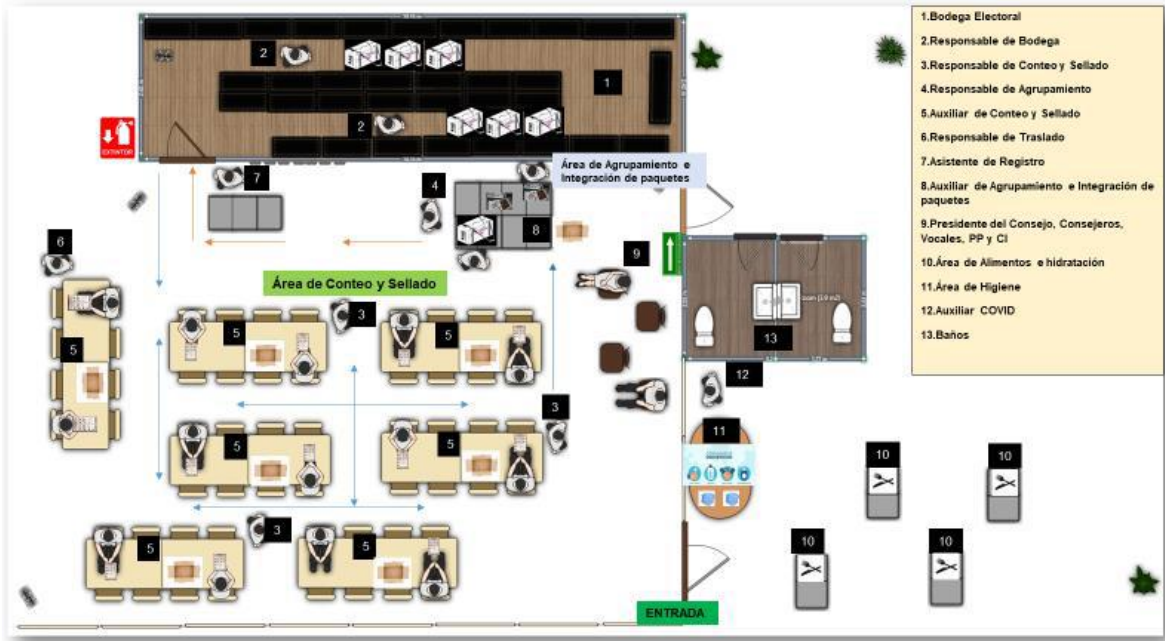 1.Bodega Electoral
2.Responsable de Bodega
3.Responsable de Conteo y Sellado
4.Responsable de Agrupamiento
5.Auxiliar de Conteo y Sellado
6.Responsable de Traslado
7.Asistente de Registro
8.Auxiliar de Agrupamiento e Integración de
paquetes
9.Presidente del Consejo, Consejeros,
Vocales, PP y CI
10.Área de Alimentos e hidratación
11.Área de Higiene
12.Auxiliar COVID
13.Baños
2
1
2
EXTINTOR
Área de Agrupamiento e
Integración de paquetes
7
4
8
6
9
Área de Conteo y Sellado
3
5
5
5
13
12
3
11
5
5
10
10
3
5
5
10
10
ENTRADA